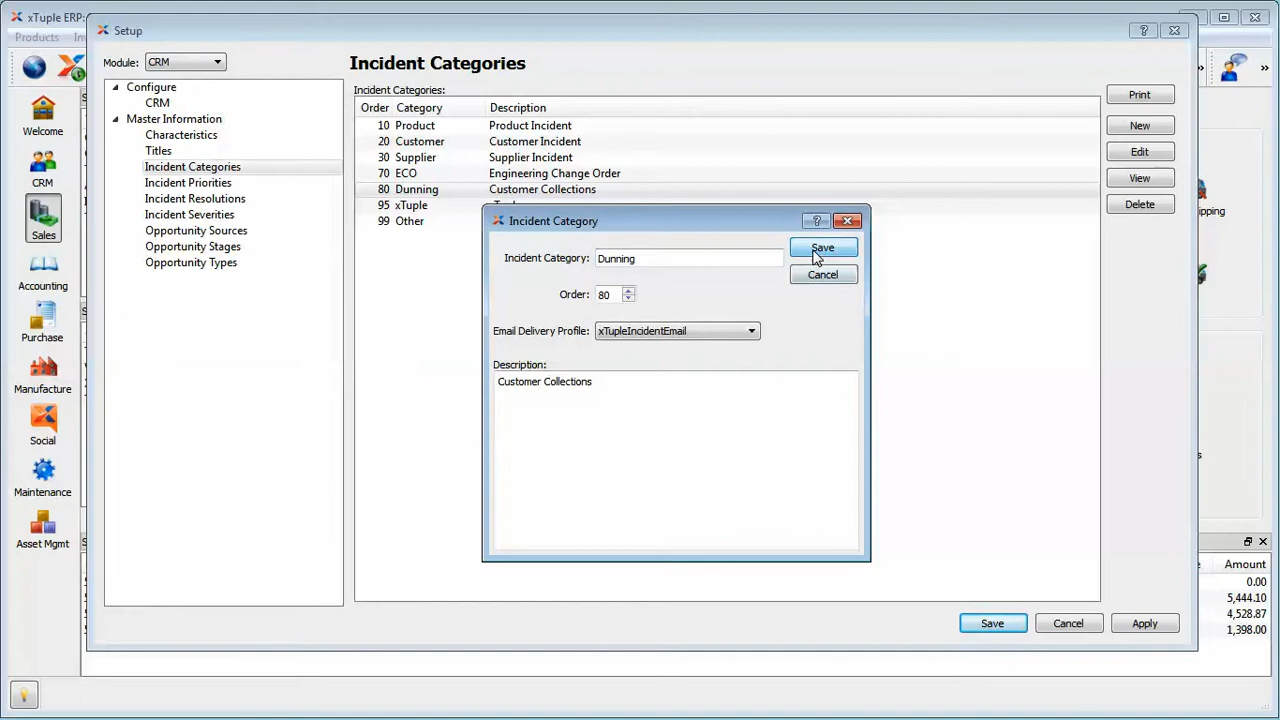 xTuple ERP:
Setup
Products
Module: CRM
Configure
CRM
Master Information
Characteristics
Titles
Incident Categories
Incident Priorities
Incident Resolutions
Incident Severities
Opportunity Sources
Opportunity Stages
Opportunity Types
Welcome
CRM
Sales
Accounting
Purchase
Manufacture
Social
Maintenance
Asset Mgmt
Incident Categories
Incident Categories:
Order Category Description
10 Product Product Incident
20 Customer Customer Incident
30 Supplier Supplier Incident
70 ECO Engineering Change Order
80 Dunning Customer Collections
95 xTuple
99 Other
Print
New
Edit
View
Delete
Incident Category
Incident Category: Dunning
Save
Cancel
Order: 80
Email Delivery Profile: xTupleIncidentEmail
Description:
Customer Collections
Save Cancel Apply
Amount
0.00
5,444.10
4,528.87
1,398.00